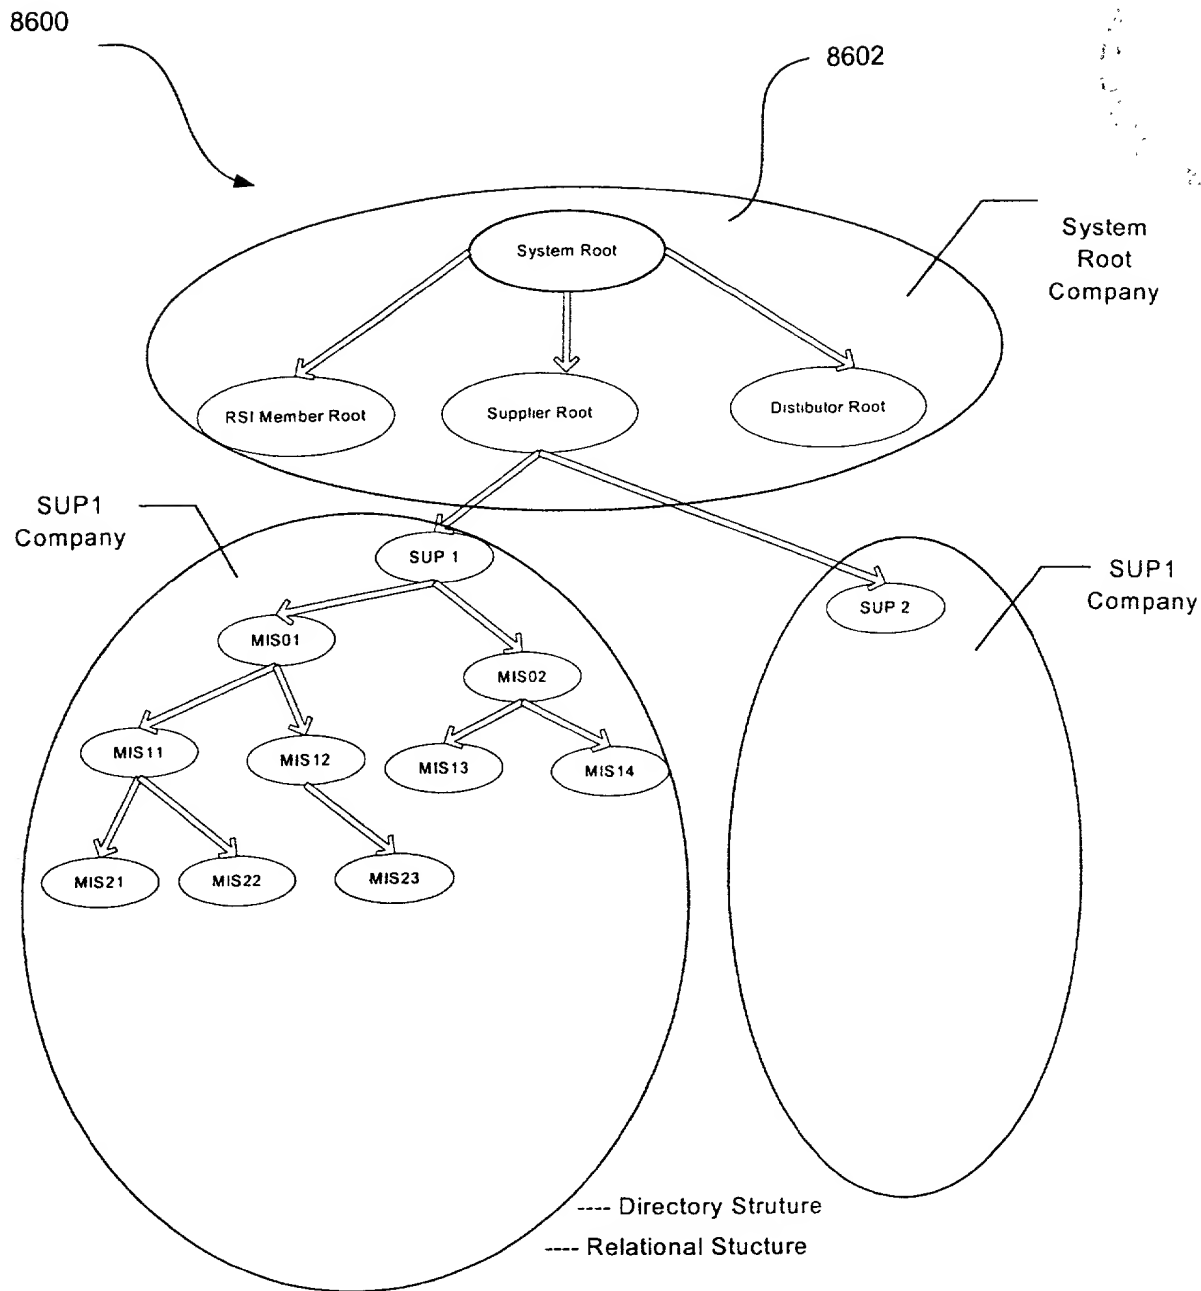 8600
8602
System Root
System
Root
Company
RSI Member Root
Supplier Root
Distibutor Root
SUP1
Company
SUP 1
SUP 2
SUP1
Company
MIS01
MIS02
MIS11
MIS12
MIS13
MIS14
MIS21
MIS22
MIS23
---- Directory Struture
---- Relational Stucture